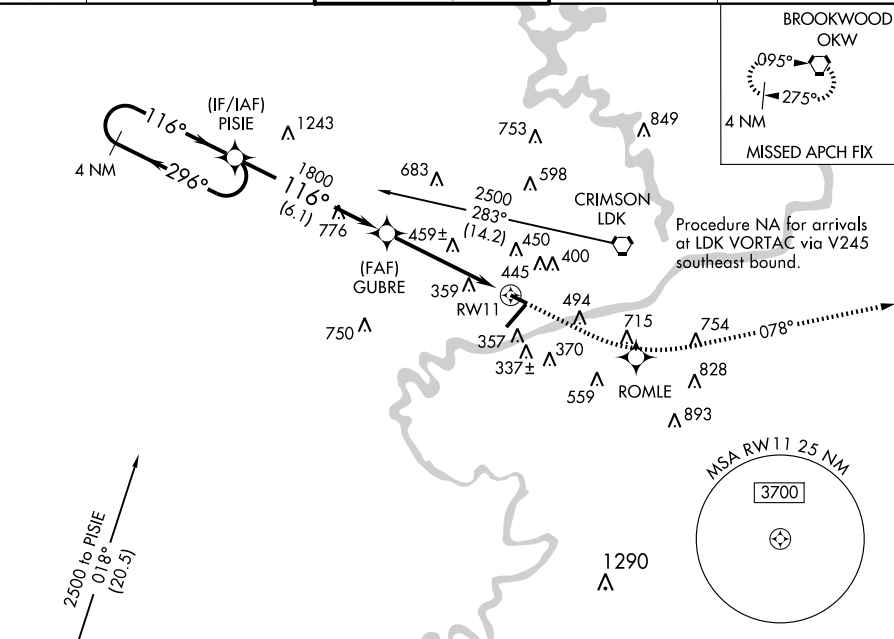 BROOKWOOD
OKW
095°
275°
4 NM
MISSED APCH FIX
(IF/IAF)
PISIE
116°
296°
4 NM
1243
1800
116°
(6.1)
776
753
849
683
598
2500
283°
(14.2)
CRIMSON
LDK
Procedure NA for arrivals
at LDK VORTAC via V245
southeast bound.
459±
450
445
400
(FAF)
GUBRE
359
RW11
494
750
357
337±
370
715
754
078°
559
ROMLE
828
893
MSA RW11 25 NM
3700
2500 to PISIE
018°
(20.5)
1290